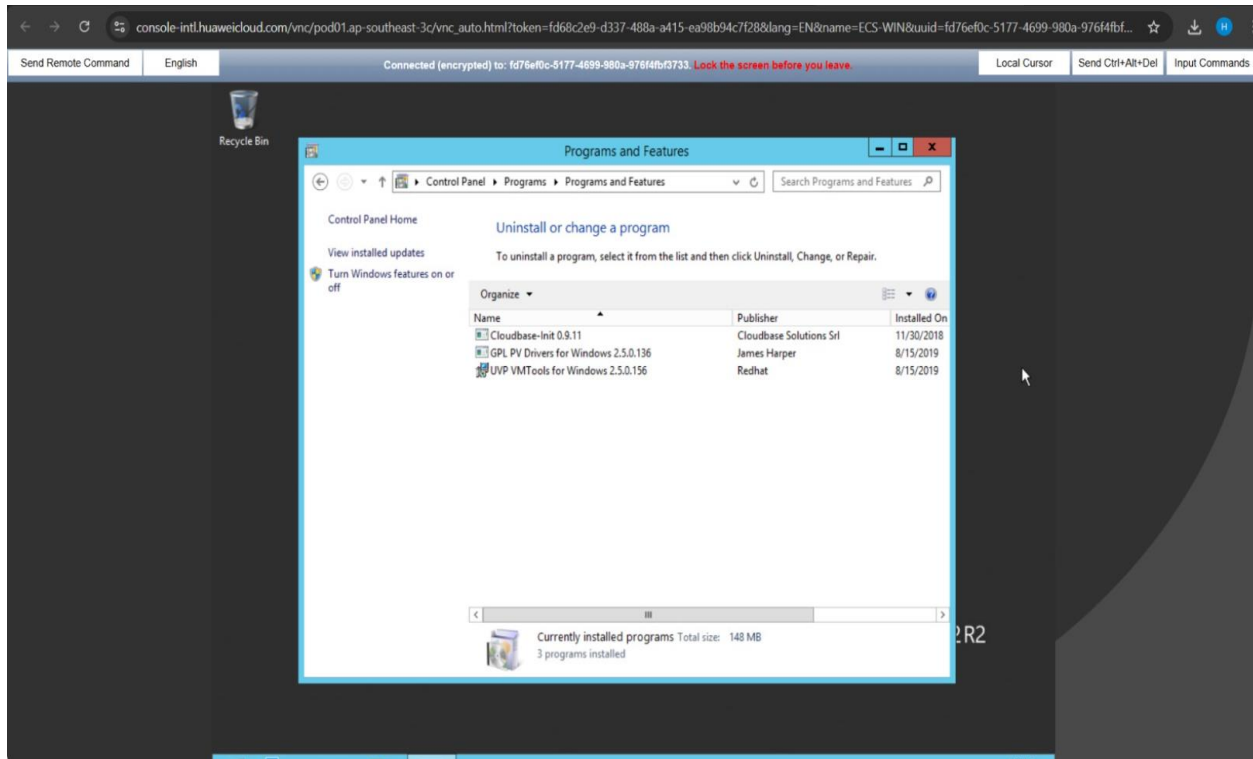 console-intl.huaweicloud.com/vnc/pod01.ap-southeast-3c/vnc_auto.html?token=fd68c2e9-d337-488a-a415-ea98b94c7f28&lang=EN&name=ECS-WIN&uuid=fd76ef0c-5177-4699-980a-976f4fbf... H
Send Remote Command English Connected (encrypted) to: fd76ef0c-5177-4699-980a-976f4fbf3733. Lock the screen before you leave. Local Cursor Send Ctrl+Alt+Del Input Commands
Recycle Bin
Programs and Features
Control Panel Programs Programs and Features Search Programs and Features
Control Panel Home
Uninstall or change a program
View installed updates
To uninstall a program, select it from the list and then click Uninstall, Change, or Repair.
Turn Windows features on or
off
Organize
Name Publisher Installed On
Cloudbase-Init 0.9.11 Cloudbase Solutions Srl 11/30/2018
GPL PV Drivers for Windows 2.5.0.136 James Harper 8/15/2019
UVP VMTools for Windows 2.5.0.156 Redhat 8/15/2019
Currently installed programs Total size: 148 MB
3 programs installed
2 R2